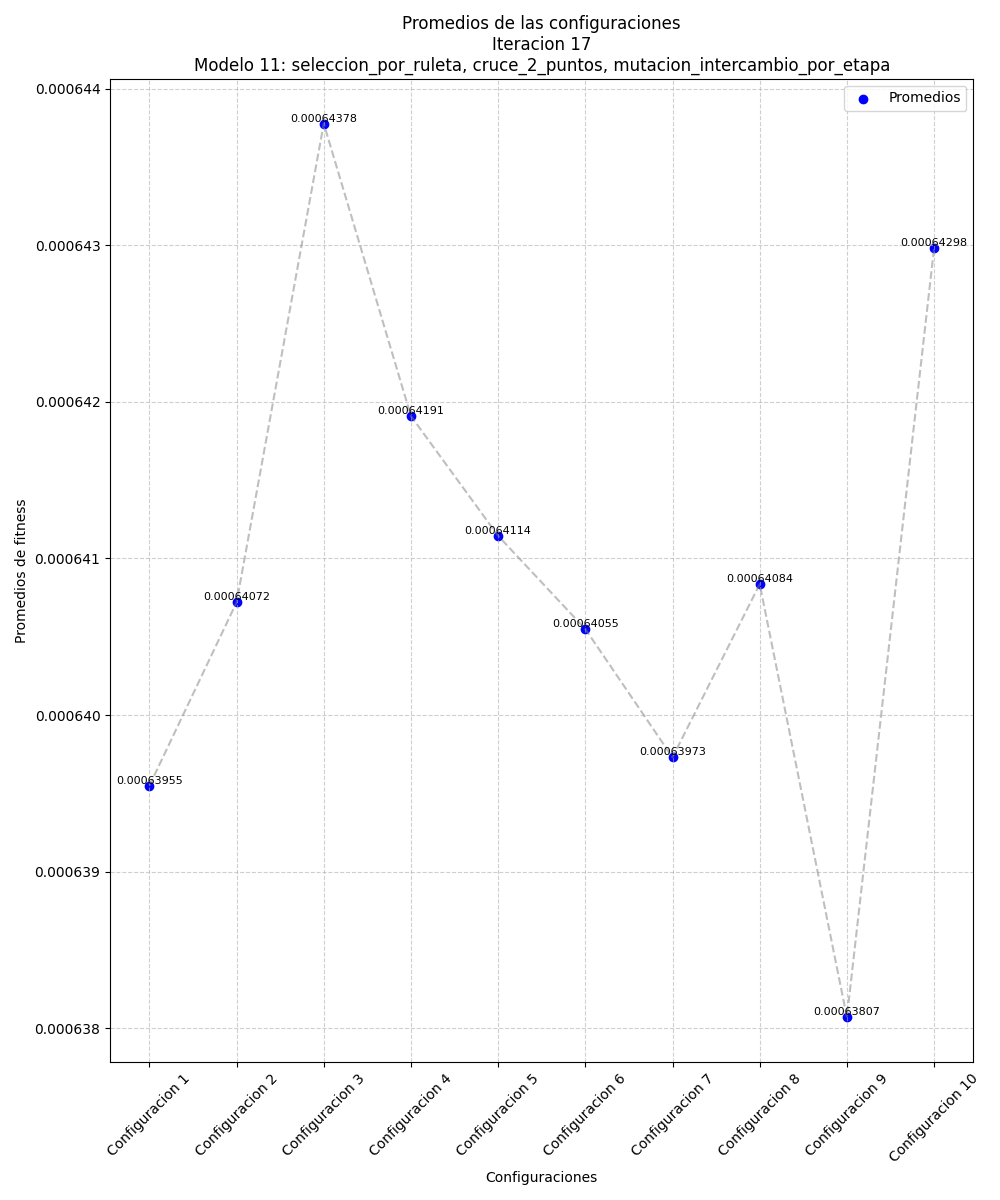 Promedios de las configuraciones
Iteracion 17
Modelo 11: seleccion_por_ruleta, cruce_2_puntos, mutacion_intercambio_por_etapa
Promedios
0.000644
0.000643
0.000642
0.000641
0.000640
0.000639
0.000638
Promedios de fitness
0.00063955
0.00064072
0.00064378
0.00064191
0.00064114
0.00064055
0.00063973
0.00064084
0.00063807
0.00064298
Configuracion 1
Configuracion 2
Configuracion 3
Configuracion 4
Configuracion 5
Configuracion 6
Configuracion 7
Configuracion 8
Configuracion 9
Configuracion 10
Configuraciones